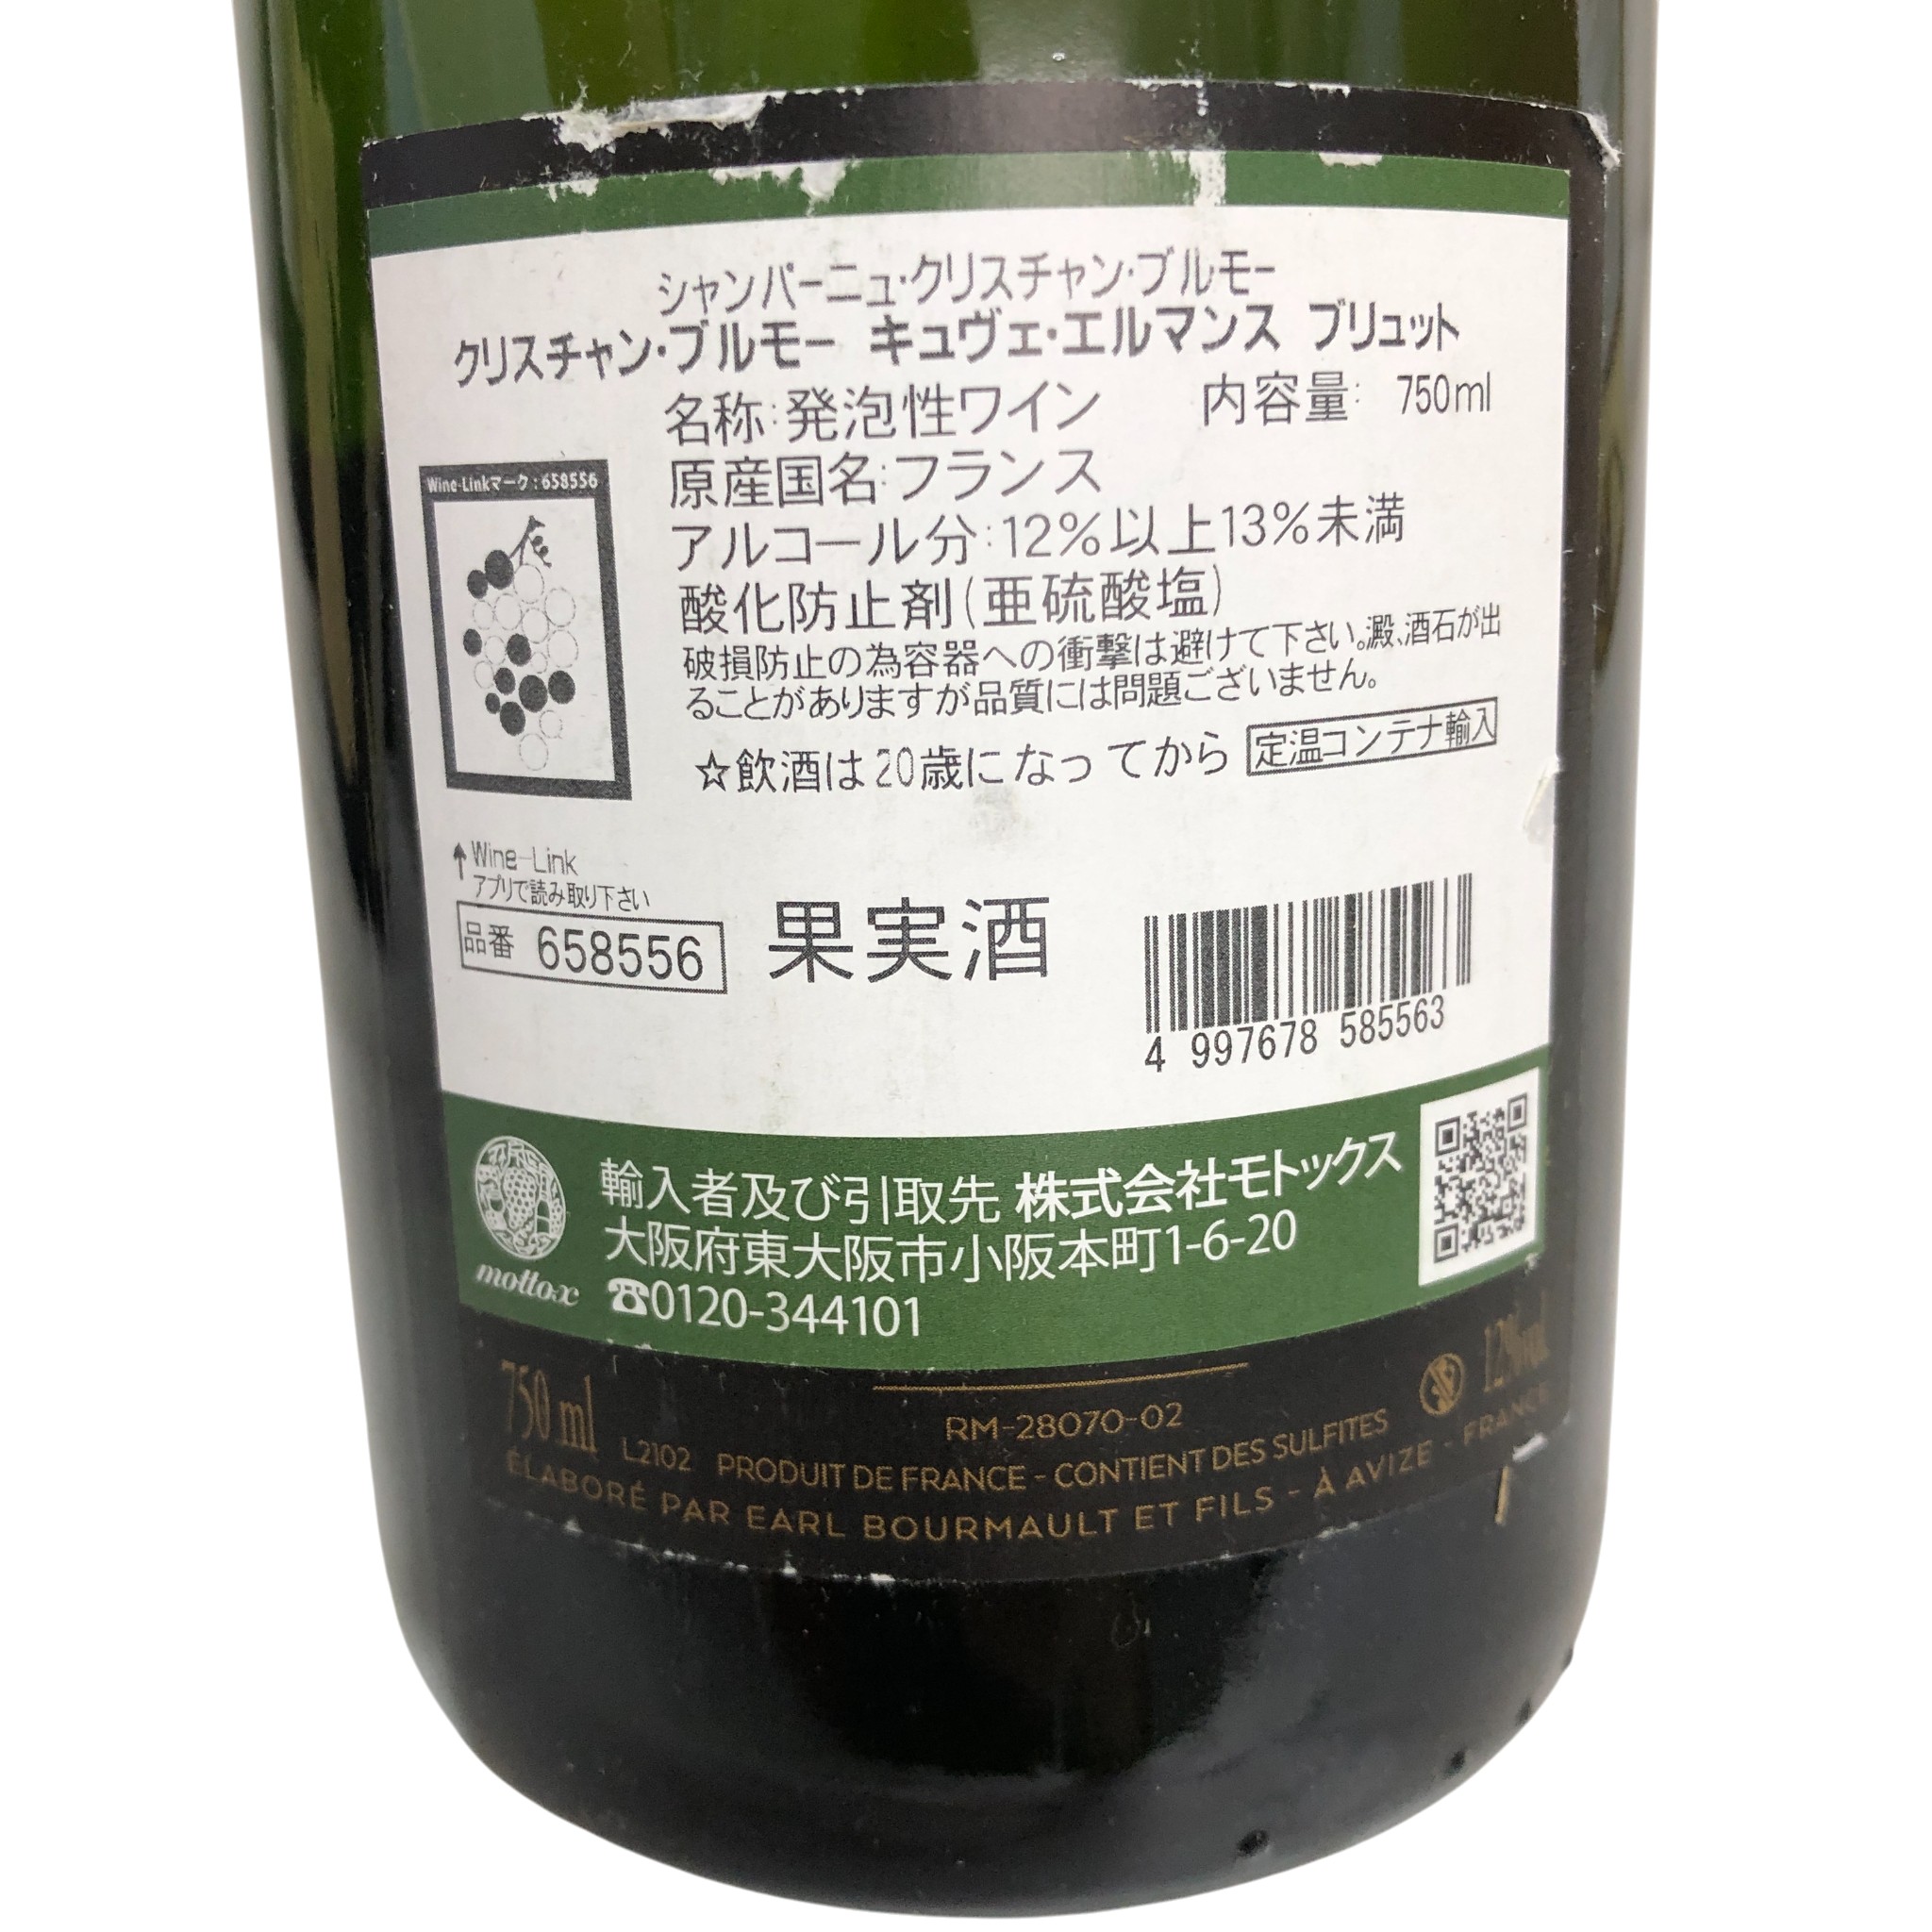 シャンパーニュ・クリスチャン・ブルモー
クリスチャン・ブルモー キュヴェ・エルマンス ブリュット
名称:発泡性ワイン 内容量: 750ml
原産国名:フランス
アルコール分:12%以上13%未満
酸化防止剤(亜硫酸塩)
破損防止の為容器への衝撃は避けて下さい。澱、酒石が出
ることがありますが品質には問題ございません。
☆飲酒は20歳になってから 定温コンテナ輸入
Wine-Linkマーク:658556
↑Wine-Link
アプリで読み取り下さい
品番 658556
果実酒
4 997678 585563
輸入者及び引取先 株式会社モトックス
大阪府東大阪市小阪本町1-6-20
☎0120-344101
mottox
750 ml
RM-28070-02
12%vol.
L2102 PRODUIT DE FRANCE - CONTIENT DES SULFITES
ÉLABORÉ PAR EARL BOURMAULT ET FILS - À AVIZE - FRANCE